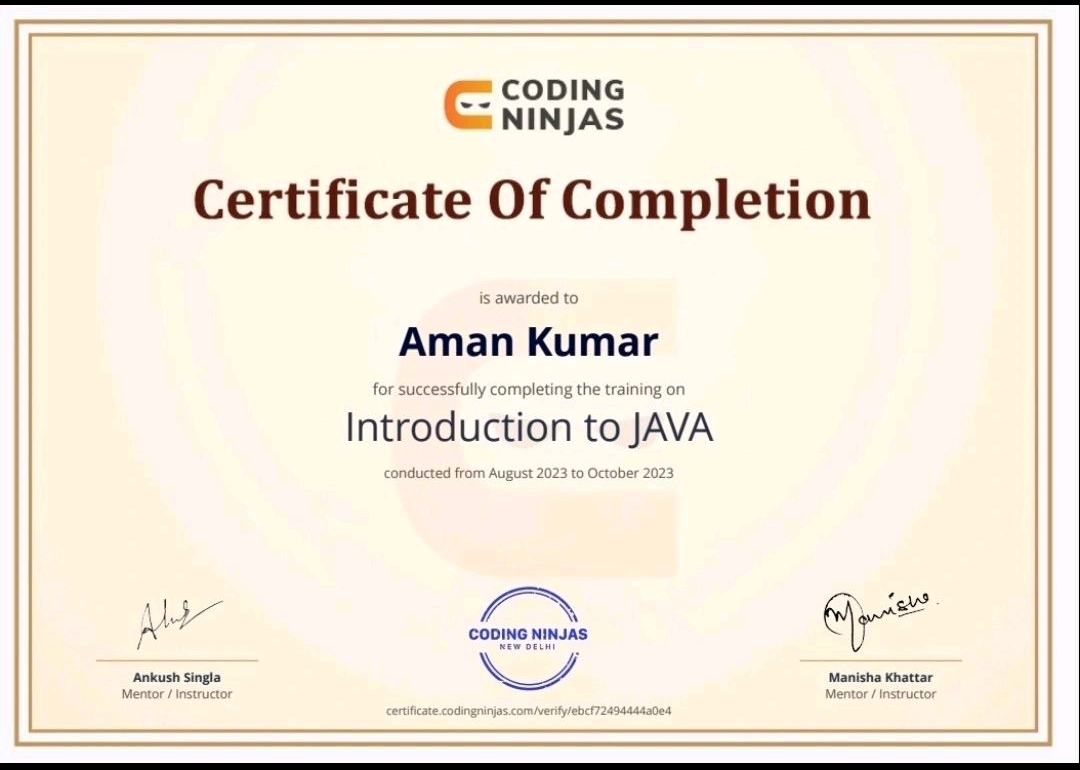 CODING
NINJAS
Certificate Of Completion
is awarded to
Aman Kumar
for successfully completing the training on
Introduction to JAVA
conducted from August 2023 to October 2023
Manisha
CODING NINJAS
NEW DELHI
Ankush Singla
Mentor / Instructor
Manisha Khattar
Mentor / Instructor
certificate.codingninjas.com/verify/ebcf72494444a0e4